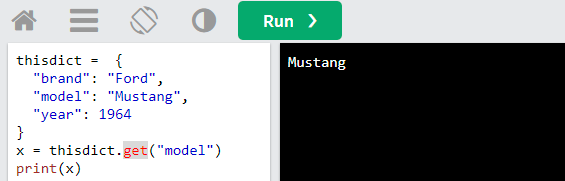 Run ❯
thisdict =  {
  "brand": "Ford",
  "model": "Mustang",
  "year": 1964
}
x = thisdict.get("model")
print(x)
Mustang